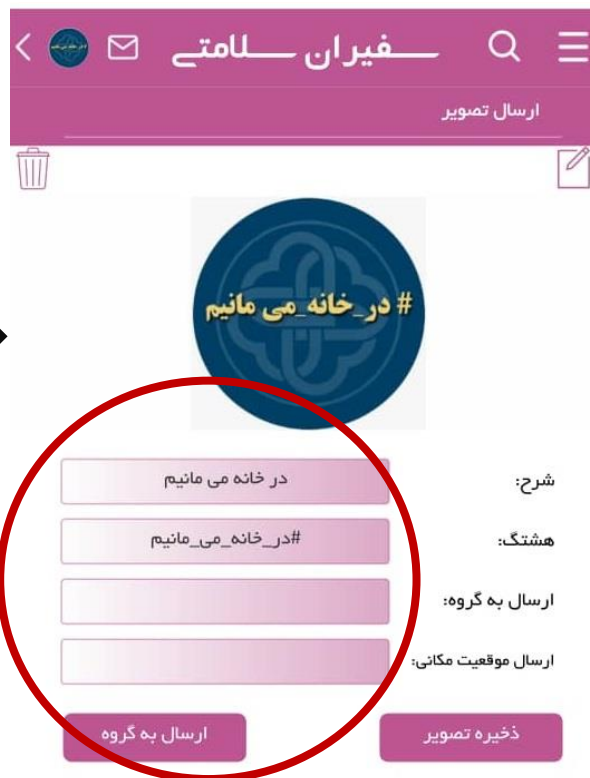 سفیران سلامتی
ارسال تصویر
# در_خانه_می مانیم
شرح:
در خانه می مانیم
هشتگ:
#در_خانه_می_مانیم
ارسال به گروه:
ارسال موقعیت مکانی:
ذخیره تصویر
ارسال به گروه